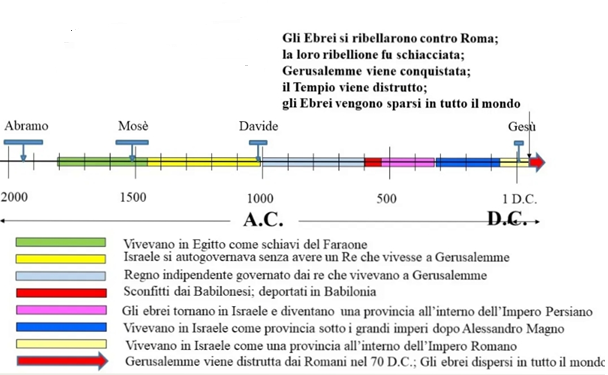 Gli Ebrei si ribellarono contro Roma;
la loro ribellione fu schiacciata;
Gerusalemme viene conquistata;
il Tempio viene distrutto;
gli Ebrei vengono sparsi in tutto il mondo
Abramo Mosè Davide Gesù
2000 1500 1000 500 1 D.C.
A.C. D.C.
Vivevano in Egitto come schiavi del Faraone
Israele si autogovernava senza avere un Re che vivesse a Gerusalemme
Regno indipendente governato dai re che vivevano a Gerusalemme
Sconfitti dai Babilonesi; deportati in Babilonia
Gli ebrei tornano in Israele e diventano una provincia all'interno dell'Impero Persiano
Vivevano in Israele come provincia sotto i grandi imperi dopo Alessandro Magno
Vivevano in Israele come una provincia all'interno dell'Impero Romano
Gerusalemme viene distrutta dai Romani nel 70 D.C.; Gli ebrei dispersi in tutto il mondo